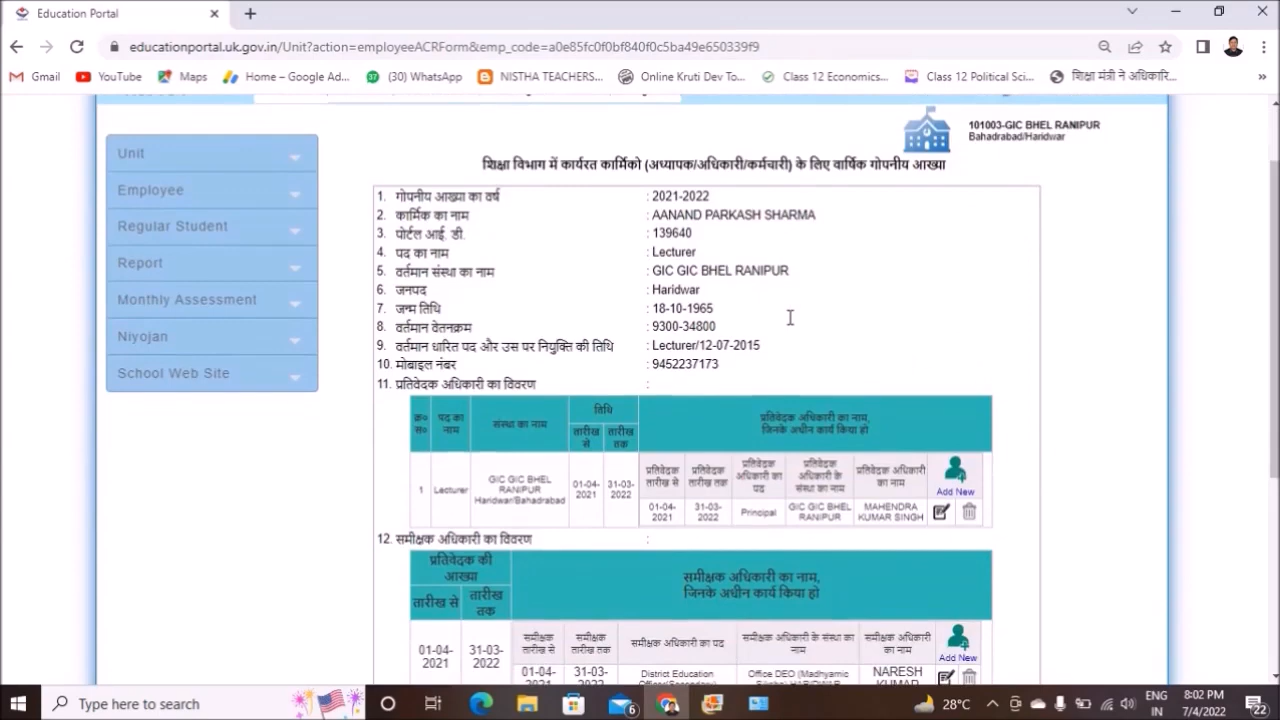 Education Portal
educationportal.uk.gov.in/Unit?action=employeeACRForm&emp_code=a0e85fc0f0bf840f0c5ba49e650339f9
Gmail YouTube Maps Home – Google Ad... (30) WhatsApp NISTHA TEACHERS... Online Kruti Dev To... Class 12 Economics... Class 12 Political Sci... शिक्षा मंत्री ने अधिकारि...
101003-GIC BHEL RANIPUR
Bahadrabad/Haridwar
Unit
Employee
Regular Student
Report
Monthly Assessment
Niyojan
School Web Site
शिक्षा विभाग में कार्यरत कार्मिको (अध्यापक/अधिकारी/कर्मचारी) के लिए वार्षिक गोपनीय आख्या
1. गोपनीय आख्या का वर्ष : 2021-2022
2. कार्मिक का नाम : AANAND PARKASH SHARMA
3. पोर्टल आई. डी. : 139640
4. पद का नाम : Lecturer
5. वर्तमान संस्था का नाम : GIC GIC BHEL RANIPUR
6. जनपद : Haridwar
7. जन्म तिथि : 18-10-1965
8. वर्तमान वेतनक्रम : 9300-34800
9. वर्तमान धारित पद और उस पर नियुक्ति की तिथि : Lecturer/12-07-2015
10. मोबाइल नंबर : 9452237173
11. प्रतिवेदक अधिकारी का विवरण :
क्र० सं० पद का नाम संस्था का नाम तिथि तारीख से तारीख तक प्रतिवेदक अधिकारी का नाम,
जिनके अधीन कार्य किया हो
1 Lecturer GIC GIC BHEL RANIPUR Haridwar/Bahadrabad 01-04-2021 31-03-2022
प्रतिवेदक तारीख से प्रतिवेदक तारीख तक प्रतिवेदक अधिकारी का पद प्रतिवेदक अधिकारी के संस्था का नाम प्रतिवेदक अधिकारी का नाम Add New
01-04-2021 31-03-2022 Principal GIC GIC BHEL RANIPUR MAHENDRA KUMAR SINGH
12. समीक्षक अधिकारी का विवरण :
प्रतिवेदक की आख्या
तारीख से तारीख तक
समीक्षक अधिकारी का नाम,
जिनके अधीन कार्य किया हो
01-04-2021 31-03-2022
समीक्षक तारीख से समीक्षक तारीख तक समीक्षक अधिकारी का पद समीक्षक अधिकारी के संस्था का नाम समीक्षक अधिकारी का नाम Add New
01-04-2021 31-03-2022 District Education Office DEO (Madhyamic NARESH KUMAR
Type here to search
6
28°C
ENG
IN
8:02 PM
7/4/2022
22